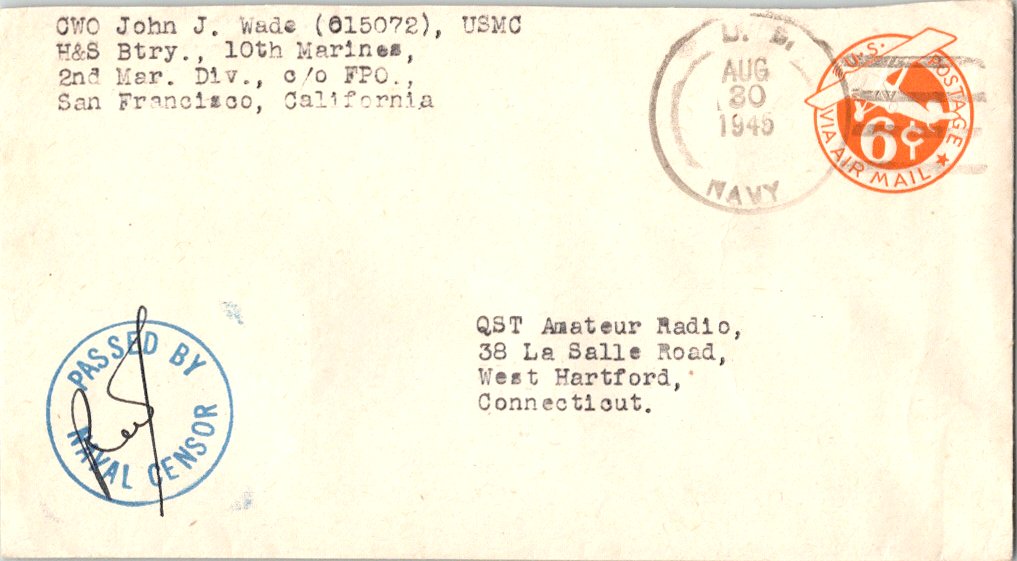 CWO John J. Wade (615072), USMC
H&S Btry., 10th Marines,
2nd Mar. Div., c/o FPO.,
San Francisco, California
U. S.
AUG
30
1945
NAVY
U.S. POSTAGE
6¢
VIA AIR MAIL
QST Amateur Radio,
38 La Salle Road,
West Hartford,
Connecticut.
PASSED BY
NAVAL CENSOR